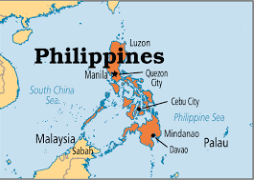 Luzon
Philippines
Manila
Quezon
City
South China
Sea
Cebu City
Philippine Sea
Malaysia
Mindanao
Sabah
Davao
Palau